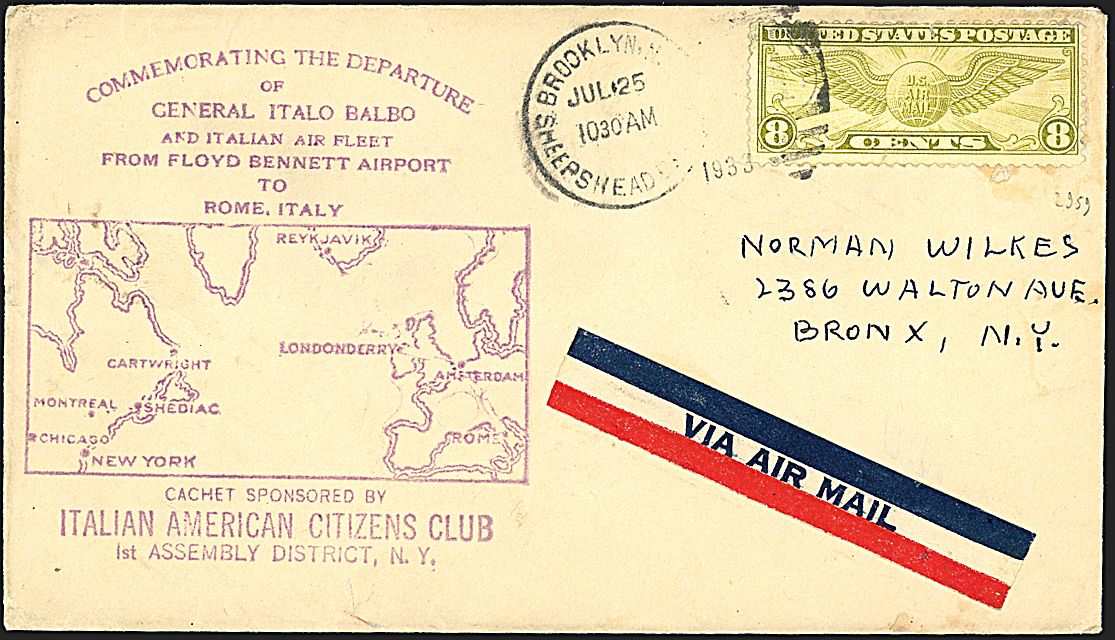 COMMEMORATING THE DEPARTURE
OF
GENERAL ITALO BALBO
AND ITALIAN AIR FLEET
FROM FLOYD BENNETT AIRPORT
TO
ROME, ITALY
REYKJAVIK
LONDONDERRY
CARTWRIGHT
AMSTERDAM
MONTREAL
SHEDIAC
CHICAGO
ROME
NEW YORK
CACHET SPONSORED BY
ITALIAN AMERICAN CITIZENS CLUB
1st ASSEMBLY DISTRICT, N. Y.
BROOKLYN, N.
JUL 25
1030 AM
SHEEPSHEAD
1933
UNITED STATES POSTAGE
U.S.
AIR
MAIL
8 CENTS 8
2959
NORMAN WILKES
2386 WALTON AVE.
BRONX, N.Y.
VIA AIR MAIL